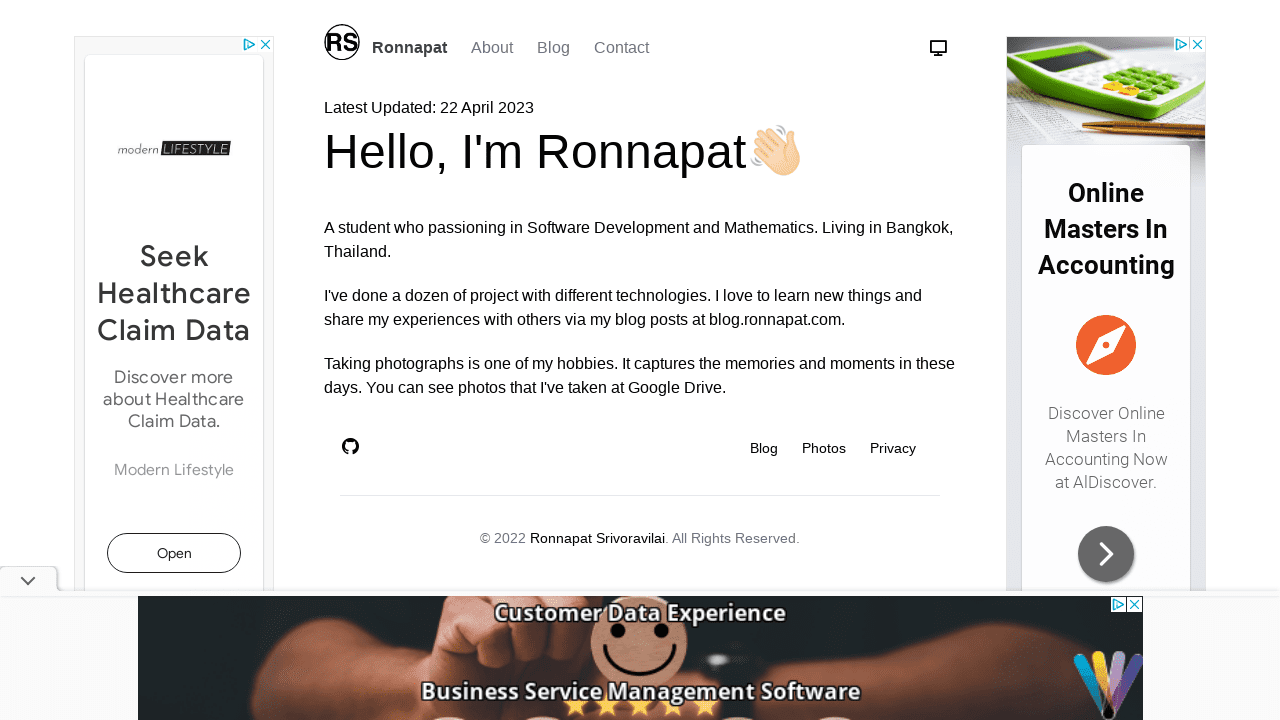 RS
Ronnapat
About
Blog
Contact
Latest Updated: 22 April 2023
Hello, I'm Ronnapat👋🏻
A student who passioning in Software Development and Mathematics. Living in Bangkok,
Thailand.
I've done a dozen of project with different technologies. I love to learn new things and
share my experiences with others via my blog posts at blog.ronnapat.com.
Taking photographs is one of my hobbies. It captures the memories and moments in these
days. You can see photos that I've taken at Google Drive.
Blog
Photos
Privacy
© 2022 Ronnapat Srivoravilai. All Rights Reserved.
modern LIFESTYLE
Seek
Healthcare
Claim Data
Discover more
about Healthcare
Claim Data.
Modern Lifestyle
Open
Online
Masters In
Accounting
Discover Online
Masters In
Accounting Now
at AIDiscover.
Customer Data Experience
Business Service Management Software